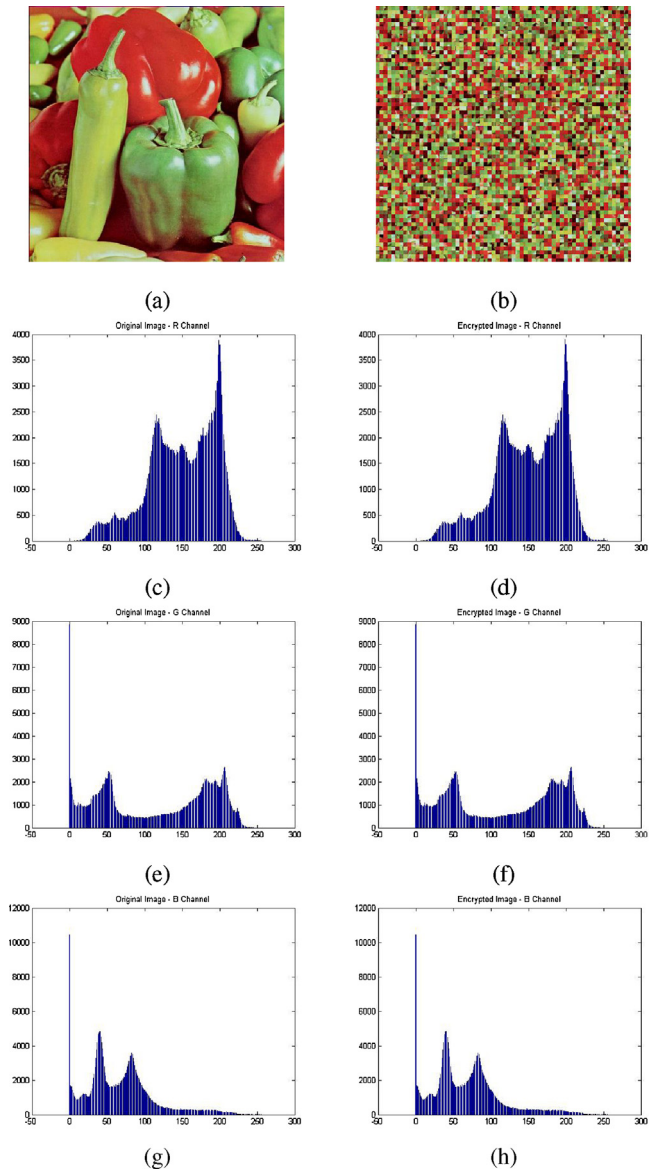 (a) (b)
Original Image - R Channel
4000
3500
3000
2500
2000
1500
1000
500
0
-50 0 50 100 150 200 250 300
(c)
Encrypted Image - R Channel
4000
3500
3000
2500
2000
1500
1000
500
0
-50 0 50 100 150 200 250 300
(d)
Original Image - G Channel
9000
8000
7000
6000
5000
4000
3000
2000
1000
0
-50 0 50 100 150 200 250 300
(e)
Encrypted Image - G Channel
9000
8000
7000
6000
5000
4000
3000
2000
1000
0
-50 0 50 100 150 200 250 300
(f)
Original Image - B Channel
12000
10000
8000
6000
4000
2000
0
-50 0 50 100 150 200 250 300
(g)
Encrypted Image - B Channel
12000
10000
8000
6000
4000
2000
0
-50 0 50 100 150 200 250 300
(h)